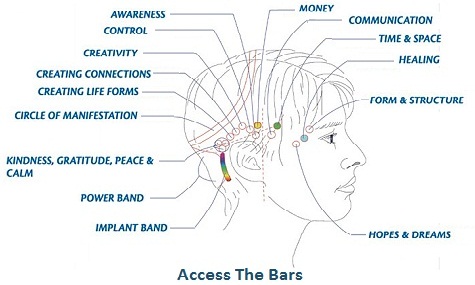 AWARENESS
MONEY
CONTROL
COMMUNICATION
CREATIVITY
TIME & SPACE
CREATING CONNECTIONS
HEALING
CREATING LIFE FORMS
FORM & STRUCTURE
CIRCLE OF MANIFESTATION
KINDNESS, GRATITUDE, PEACE &
CALM
POWER BAND
IMPLANT BAND
HOPES & DREAMS
Access The Bars